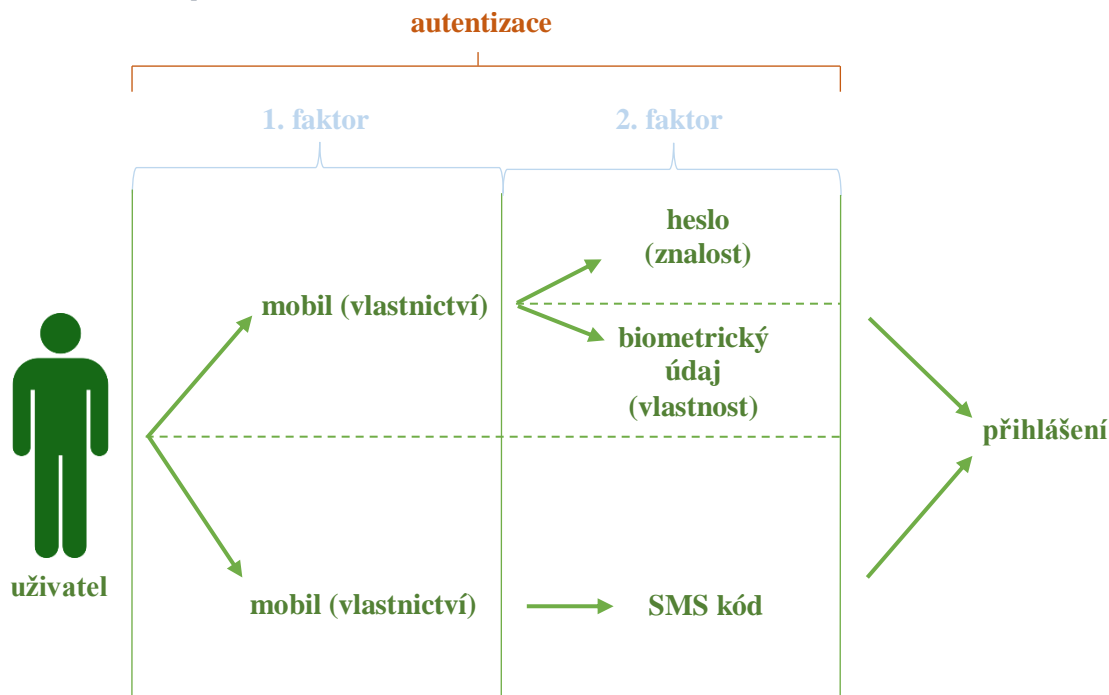 autentizace
1. faktor
2. faktor
heslo
(znalost)
mobil (vlastnictví)
biometrický
údaj
(vlastnost)
přihlášení
uživatel
mobil (vlastnictví)
SMS kód